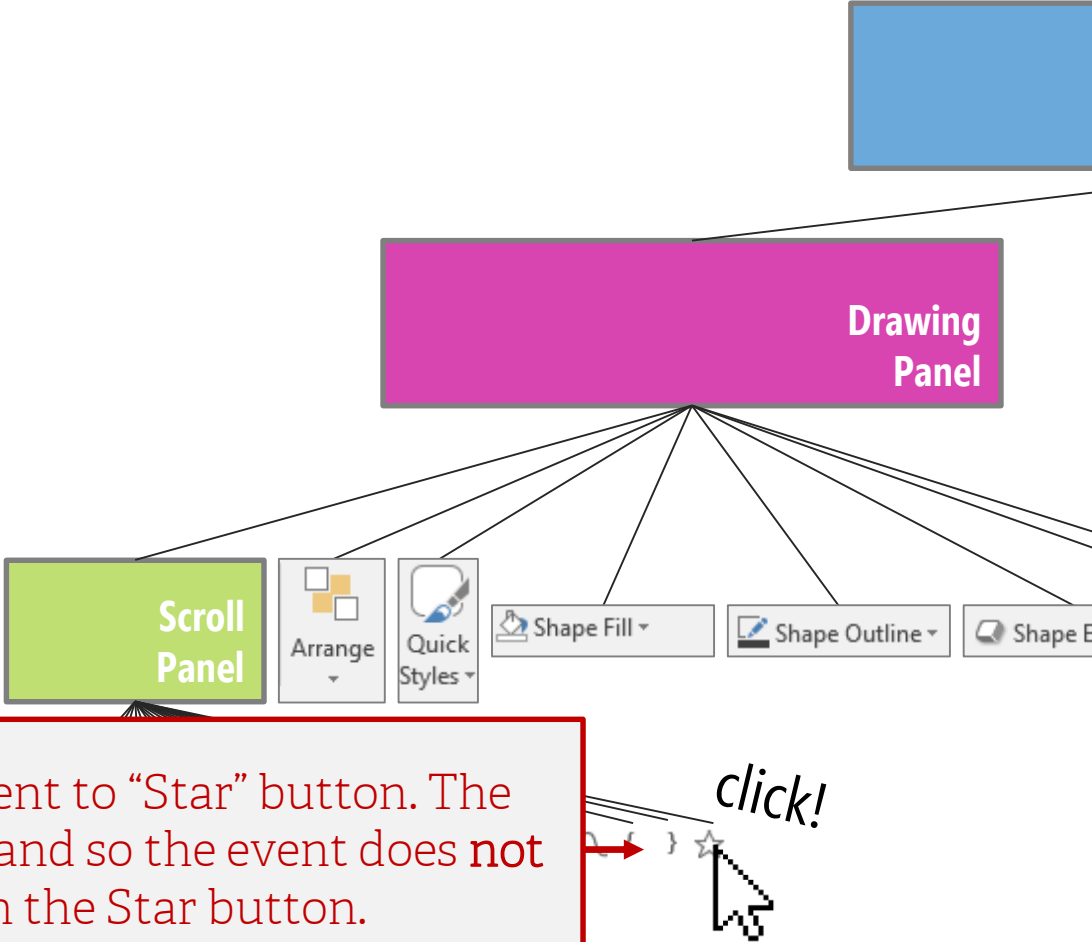 Drawing
Panel
Scroll
Panel
Arrange
Quick
Styles
Shape Fill
Shape Outline
Shape E
ent to “Star” button. The
and so the event does not
the Star button.
click!
{ }